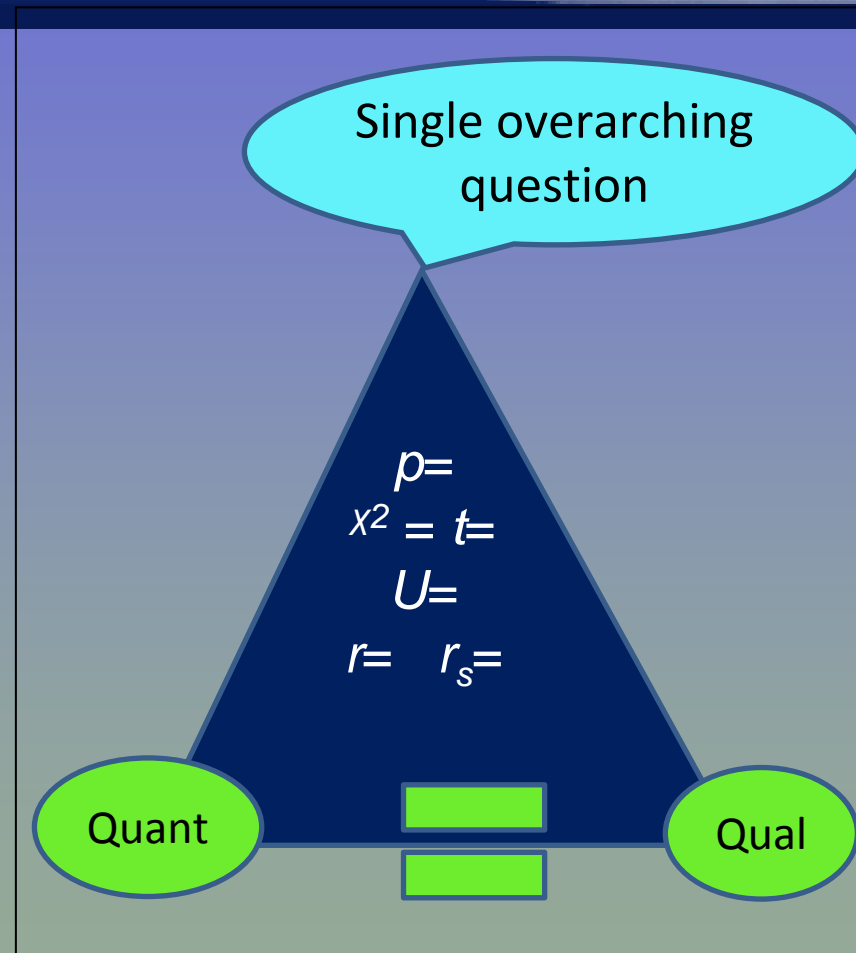 Single overarching
question
p=
χ² = t=
U=
r= rₛ=
Quant
Qual